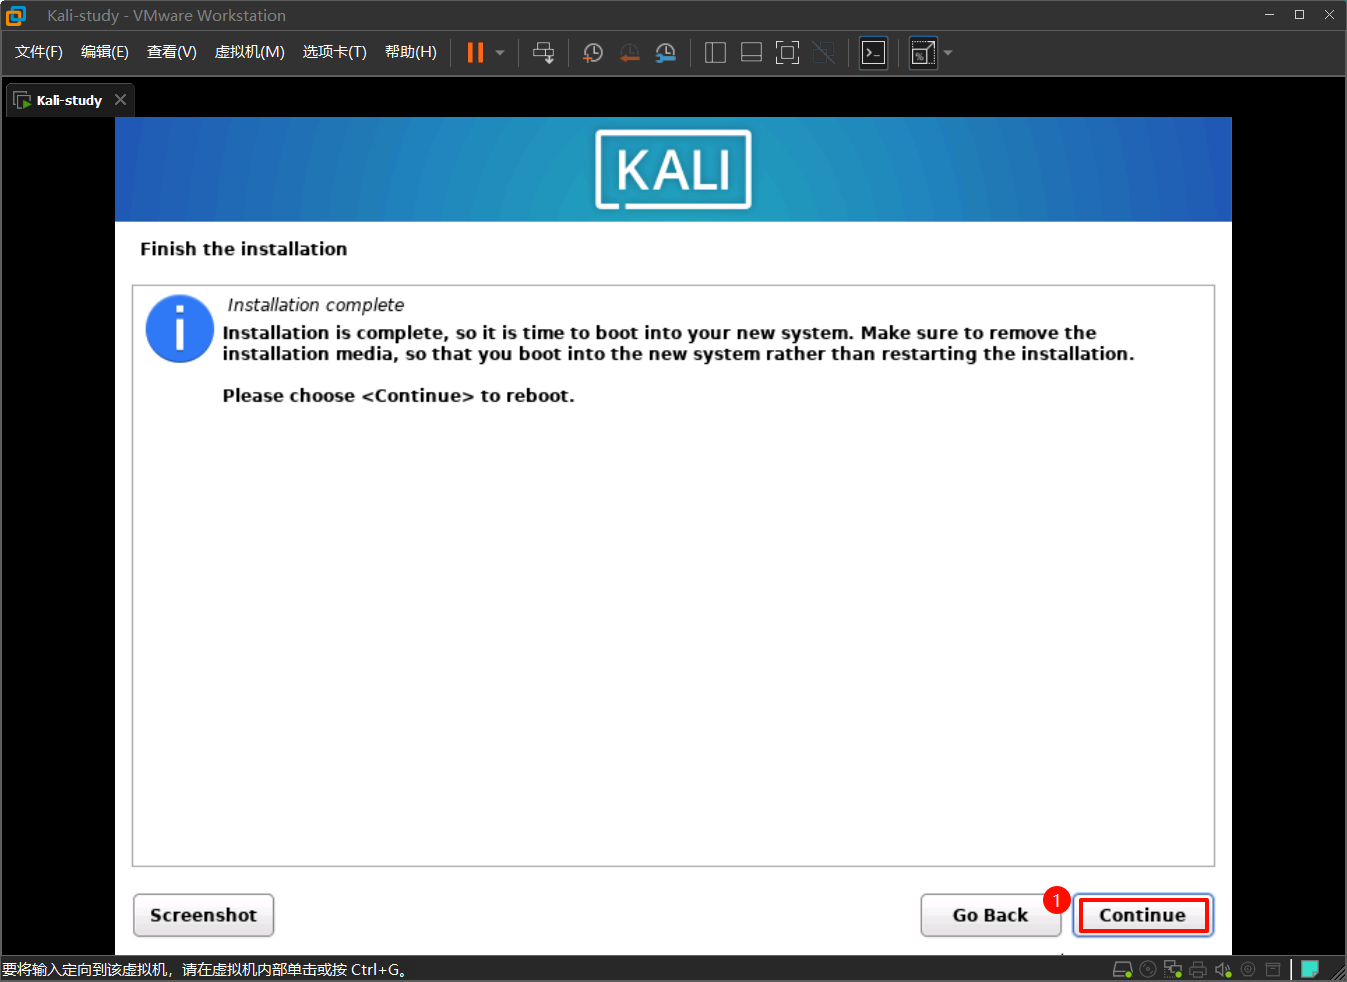 Kali-study - VMware Workstation
文件(F) 编辑(E) 查看(V) 虚拟机(M) 选项卡(T) 帮助(H)
Kali-study
KALI
Finish the installation
Installation complete
Installation is complete, so it is time to boot into your new system. Make sure to remove the
installation media, so that you boot into the new system rather than restarting the installation.
Please choose <Continue> to reboot.
Screenshot
Go Back
1
Continue
要将输入定向到该虚拟机，请在虚拟机内部单击或按 Ctrl+G。